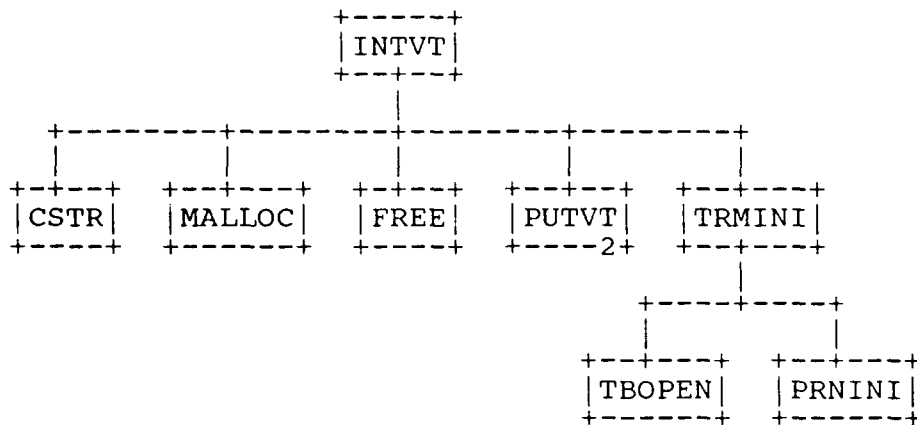 INTVT
CSTR MALLOC FREE PUTVT TRMINI
2
TBOPEN PRNINI